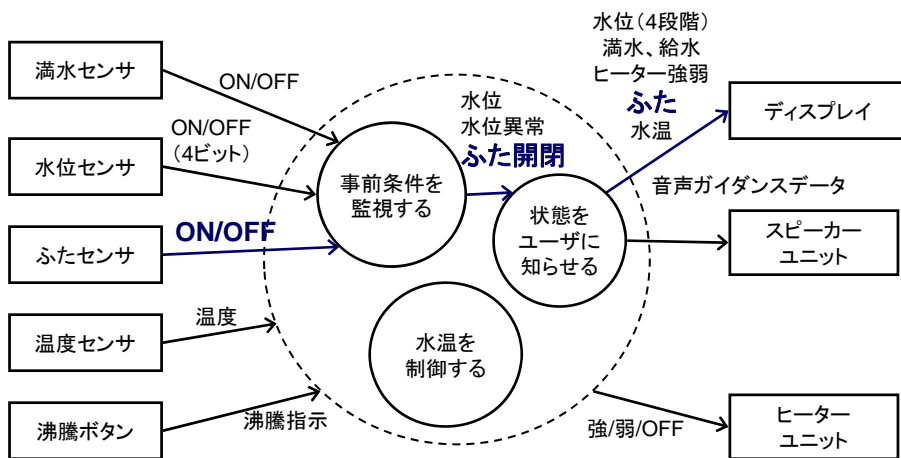 満水センサ
水位センサ
ふたセンサ
温度センサ
沸騰ボタン
ON/OFF
ON/OFF
(4ビット)
ON/OFF
温度
沸騰指示
事前条件を
監視する
水位
水位異常
ふた開閉
状態を
ユーザに
知らせる
水温を
制御する
水位(4段階)
満水、給水
ヒーター強弱
ふた
水温
音声ガイダンスデータ
強/弱/OFF
ディスプレイ
スピーカー
ユニット
ヒーター
ユニット